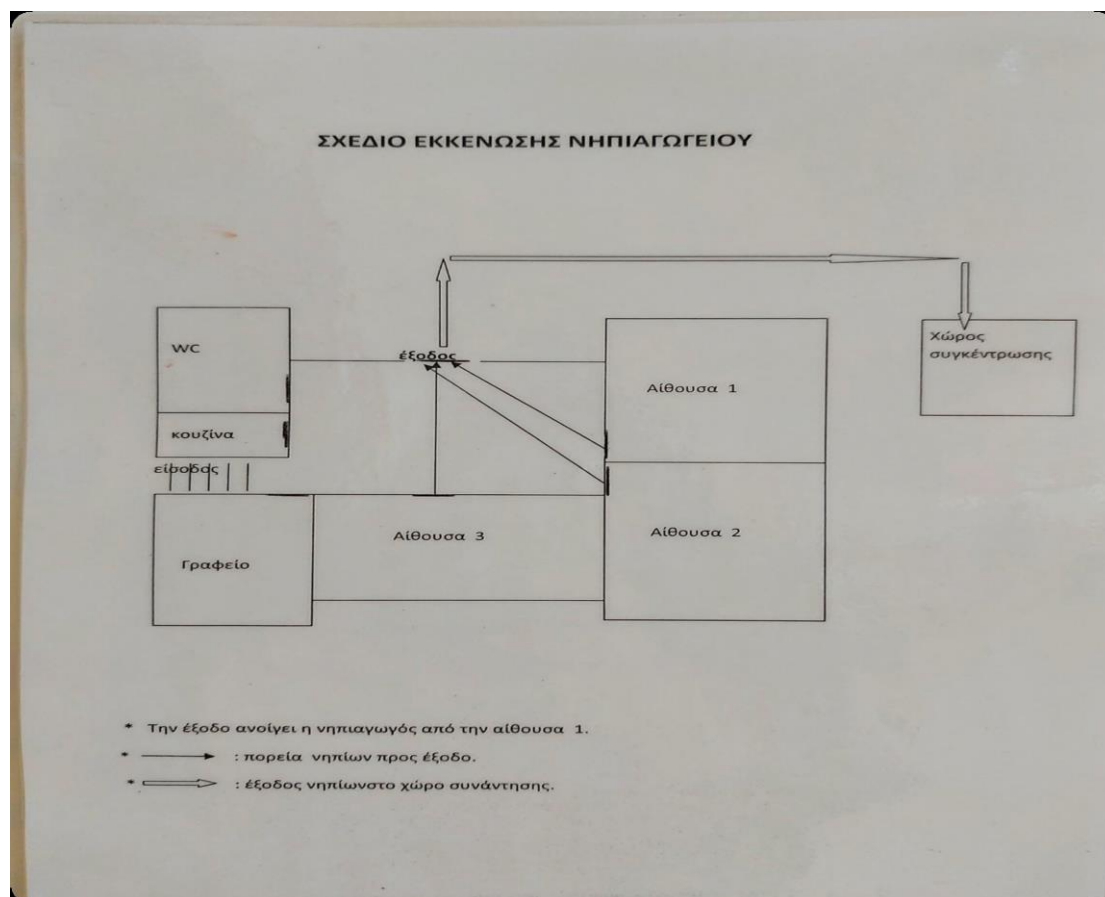 ΣΧΕΔΙΟ ΕΚΚΕΝΩΣΗΣ ΝΗΠΙΑΓΩΓΕΙΟΥ
WC
έξοδος
Χώρος
συγκέντρωσης
Αίθουσα 1
κουζίνα
είσοδος
Αίθουσα 3
Αίθουσα 2
Γραφείο
* Την έξοδο ανοίγει η νηπιαγωγός από την αίθουσα 1.
* : πορεία νηπίων προς έξοδο.
* : έξοδος νηπίωνστο χώρο συνάντησης.